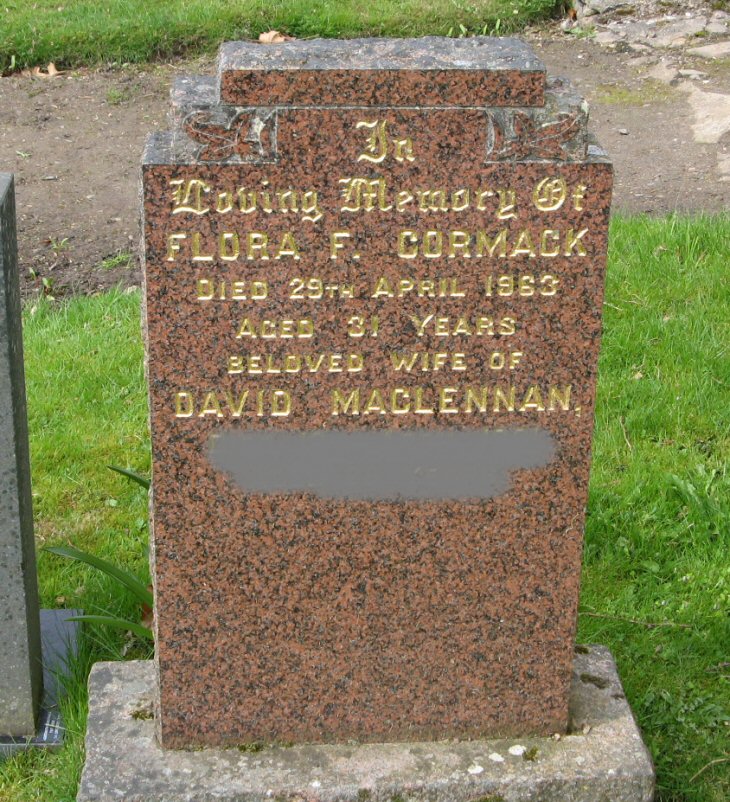 In
Loving Memory Of
FLORA F. CORMACK
DIED 29TH APRIL 1963
AGED 31 YEARS
BELOVED WIFE OF
DAVID MACLENNAN,